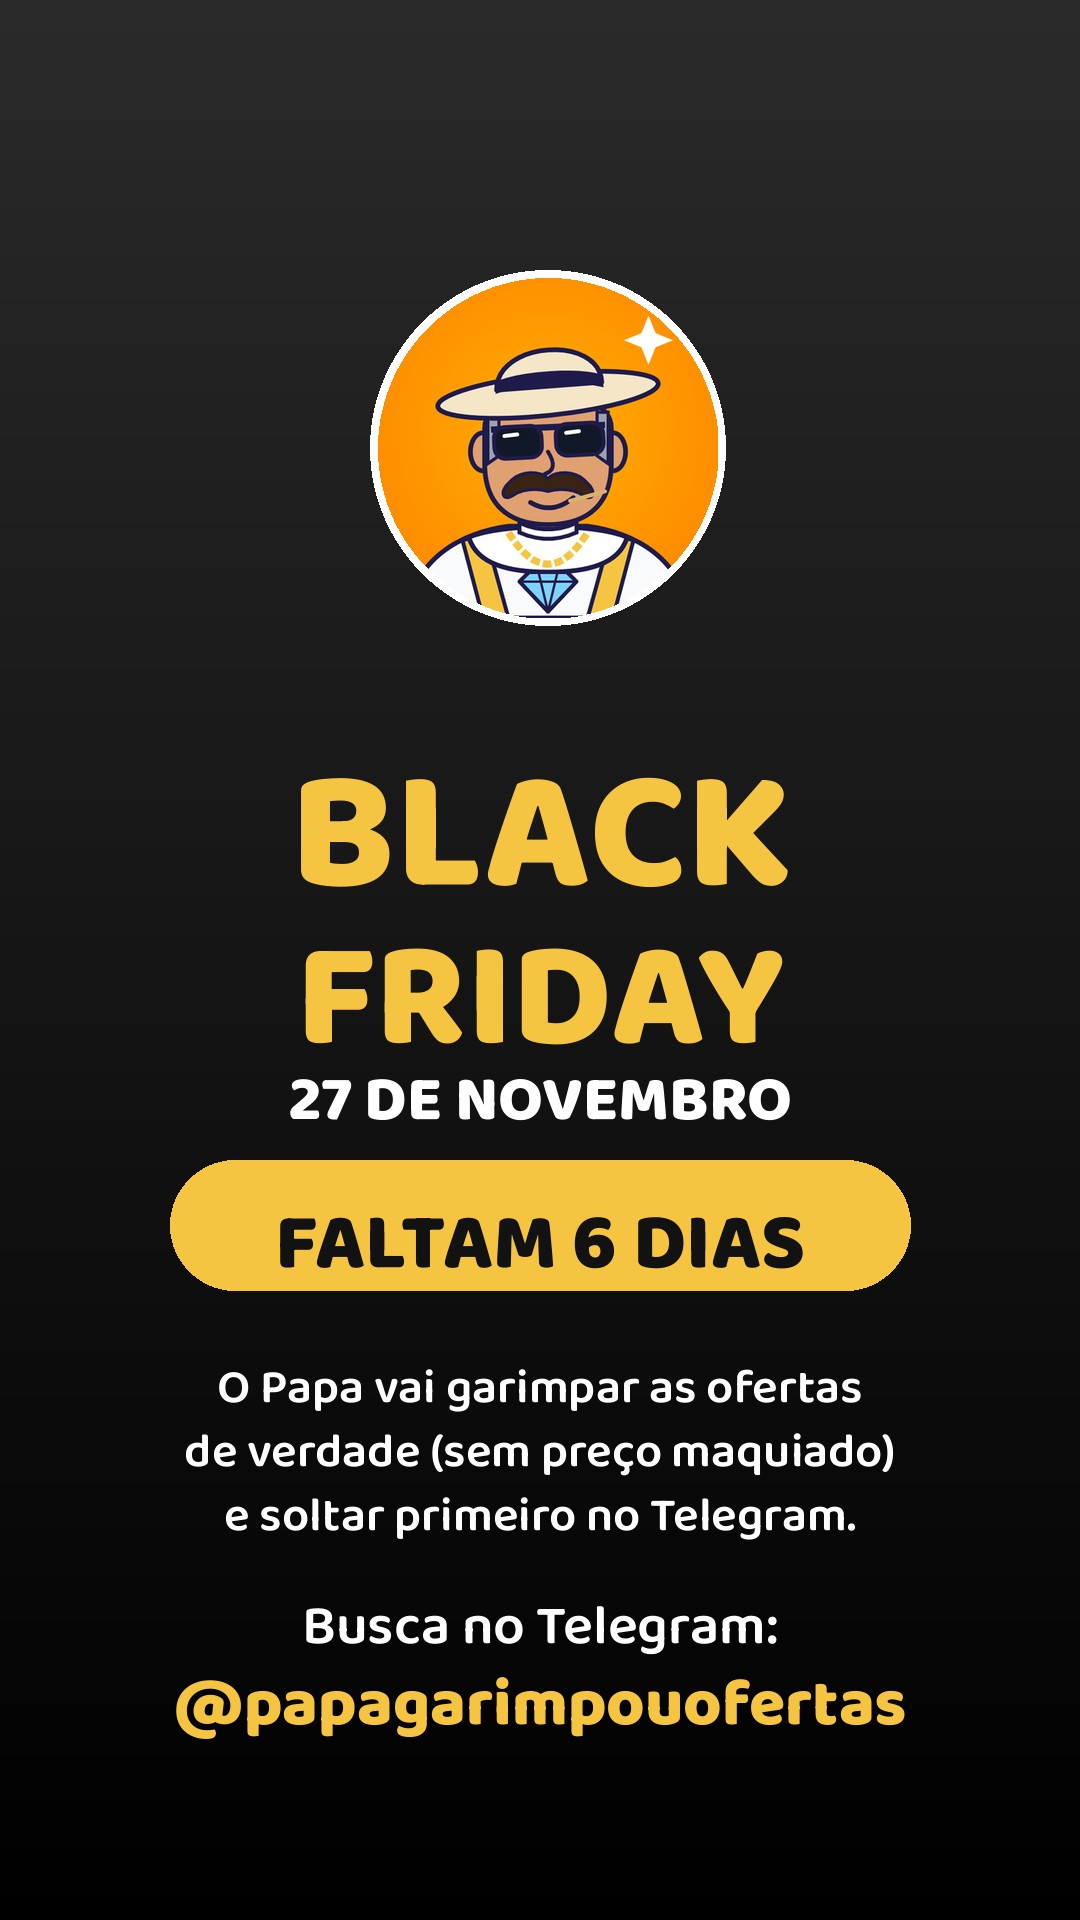 BLACK
FRIDAY
27 DE NOVEMBRO
FALTAM 6 DIAS
O Papa vai garimpar as ofertas
de verdade (sem preço maquiado)
e soltar primeiro no Telegram.
Busca no Telegram:
@papagarimpouofertas